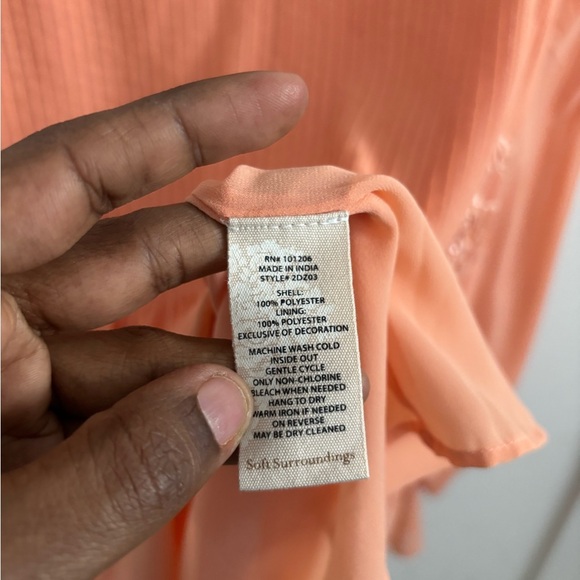 RN# 101206
MADE IN INDIA
STYLE# 2DZ03
SHELL:
100% POLYESTER
LINING:
100% POLYESTER
EXCLUSIVE OF DECORATION
MACHINE WASH COLD
INSIDE OUT
GENTLE CYCLE
ONLY NON-CHLORINE
BLEACH WHEN NEEDED
HANG TO DRY
WARM IRON IF NEEDED
ON REVERSE
MAY BE DRY CLEANED
Soft Surroundings